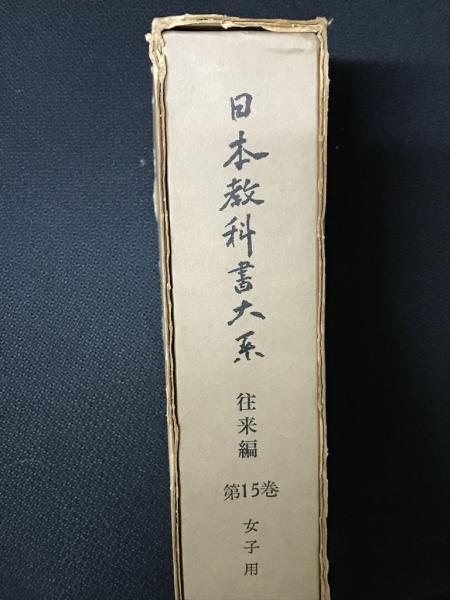 日本教科書大系
往来編
第15巻
女子用